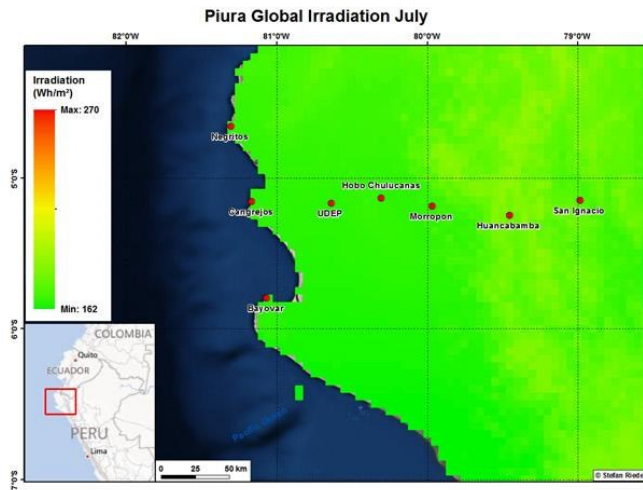 Piura Global Irradiation July
82°0'W
81°0'W
80°0'W
79°0'W
Irradiation
(Wh/m²)
Max: 270
Min: 162
Negritos
5°0'S
Cangrejos
UDEP
Hobo Chulucanas
Morropon
Huancabamba
San Ignacio
Bayovar
6°0'S
COLOMBIA
Quito
ECUADOR
PERU
Lima
Pacific Ocean
0 25 50 km
7°0'S